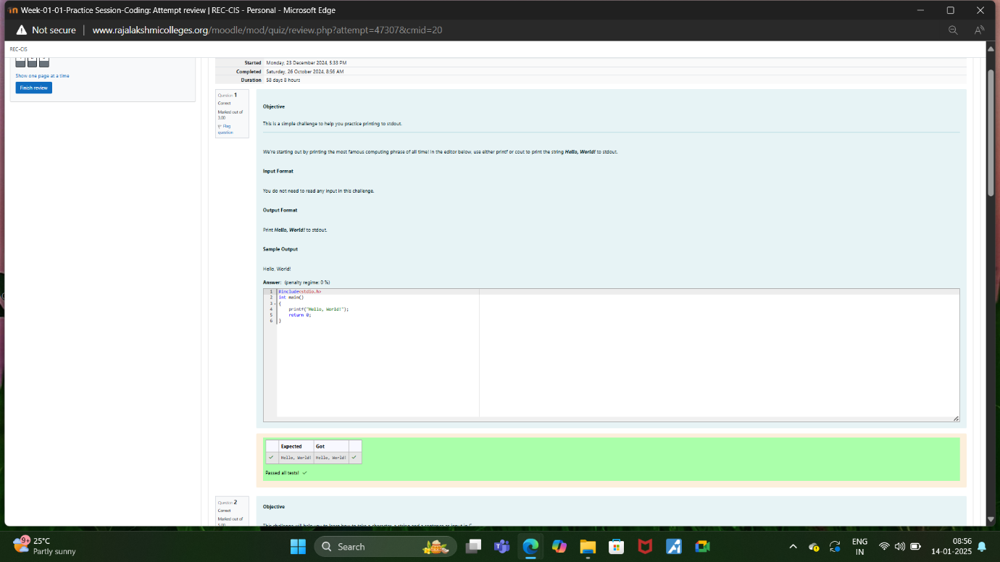 Week-01-01-Practice Session-Coding: Attempt review | REC-CIS - Personal - Microsoft Edge
Not secure | www.rajalakshmicolleges.org/moodle/mod/quiz/review.php?attempt=47307&cmid=20
REC-CIS
Show one page at a time
Finish review
Started Monday, 23 December 2024, 5:33 PM
Completed Saturday, 26 October 2024, 8:56 AM
Duration 58 days 8 hours
Question 1
Correct
Marked out of
3.00
Flag
question
Objective
This is a simple challenge to help you practice printing to stdout.
We're starting out by printing the most famous computing phrase of all time! In the editor below, use either printf or cout to print the string Hello, World! to stdout.
Input Format
You do not need to read any input in this challenge.
Output Format
Print Hello, World! to stdout.
Sample Output
Hello, World!
Answer: (penalty regime: 0 %)
1 #include<stdio.h>
2 int main()
3 {
4 printf("Hello, World!");
5 return 0;
6 }
Expected Got
Hello, World! Hello, World!
Passed all tests!
Question 2
Correct
Marked out of
5.00
Objective
This challenge will help you to learn how to take a character, a string and a sentence as input in C.
9+ 25°C
Partly sunny
Search
ENG
IN
08:56
14-01-2025